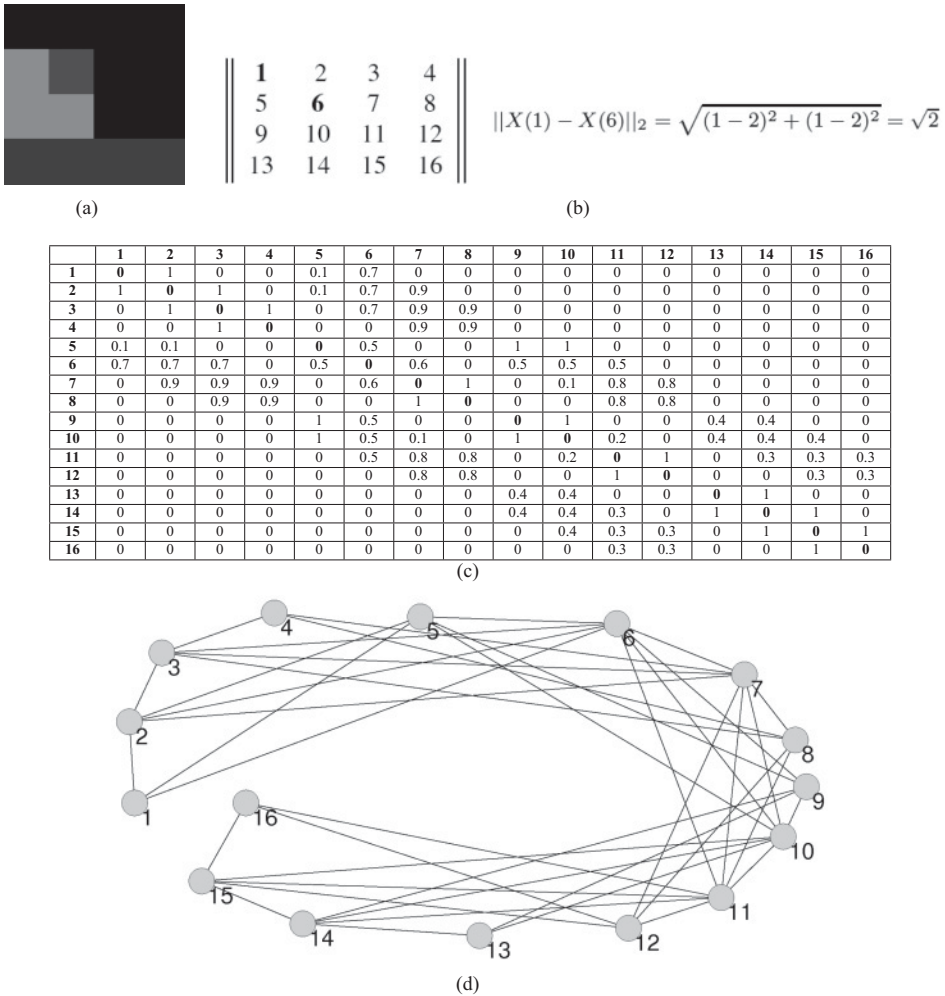 1 2 3 4
5 6 7 8
9 10 11 12
13 14 15 16
||X(1) − X(6)||₂ = √((1 − 2)² + (1 − 2)²) = √2
(a)
(b)
1 2 3 4 5 6 7 8 9 10 11 12 13 14 15 16
1 0 1 0 0 0.1 0.7 0 0 0 0 0 0 0 0 0 0
2 1 0 1 0 0.1 0.7 0.9 0 0 0 0 0 0 0 0 0
3 0 1 0 1 0 0.7 0.9 0.9 0 0 0 0 0 0 0 0
4 0 0 1 0 0 0 0.9 0.9 0 0 0 0 0 0 0 0
5 0.1 0.1 0 0 0 0.5 0 0 1 1 0 0 0 0 0 0
6 0.7 0.7 0.7 0 0.5 0 0.6 0 0.5 0.5 0.5 0 0 0 0 0
7 0 0.9 0.9 0.9 0 0.6 0 1 0 0.1 0.8 0.8 0 0 0 0
8 0 0 0.9 0.9 0 0 1 0 0 0 0.8 0.8 0 0 0 0
9 0 0 0 0 1 0.5 0 0 0 1 0 0 0.4 0.4 0 0
10 0 0 0 0 1 0.5 0.1 0 1 0 0.2 0 0.4 0.4 0.4 0
11 0 0 0 0 0 0.5 0.8 0.8 0 0.2 0 1 0 0.3 0.3 0.3
12 0 0 0 0 0 0 0.8 0.8 0 0 1 0 0 0 0.3 0.3
13 0 0 0 0 0 0 0 0 0.4 0.4 0 0 0 1 0 0
14 0 0 0 0 0 0 0 0 0.4 0.4 0.3 0 1 0 1 0
15 0 0 0 0 0 0 0 0 0 0.4 0.3 0.3 0 1 0 1
16 0 0 0 0 0 0 0 0 0 0 0.3 0.3 0 0 1 0
(c)
4
5
6
3
7
2
8
9
1
16
10
15
11
14
13
12
(d)